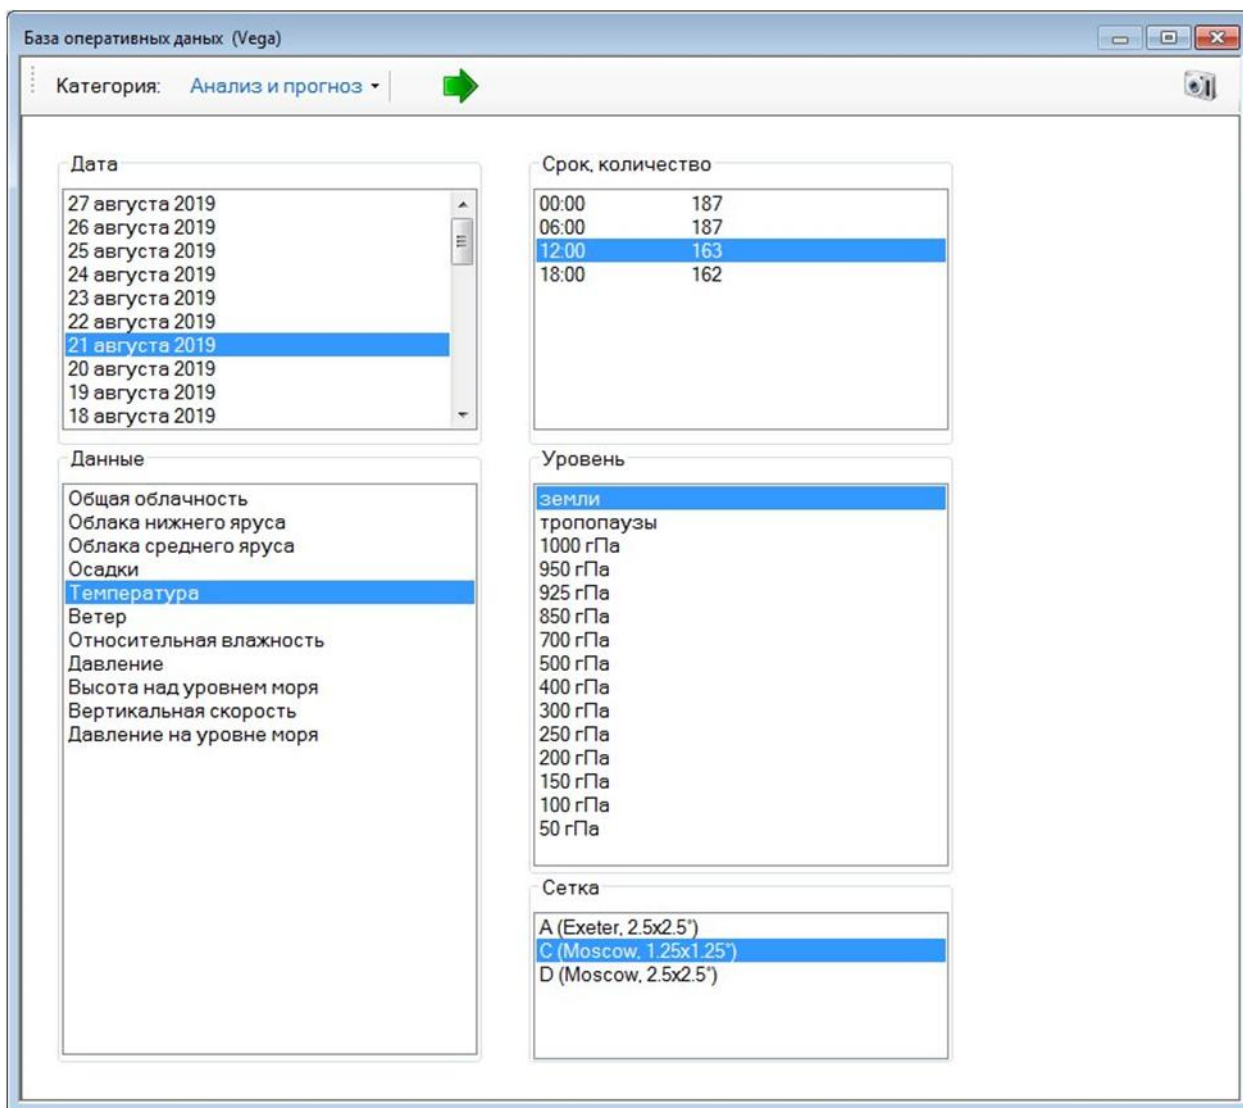 База оперативных даных (Vega)
Категория: Анализ и прогноз
Дата
27 августа 2019
26 августа 2019
25 августа 2019
24 августа 2019
23 августа 2019
22 августа 2019
21 августа 2019
20 августа 2019
19 августа 2019
18 августа 2019
Срок, количество
00:00 187
06:00 187
12:00 163
18:00 162
Данные
Общая облачность
Облака нижнего яруса
Облака среднего яруса
Осадки
Температура
Ветер
Относительная влажность
Давление
Высота над уровнем моря
Вертикальная скорость
Давление на уровне моря
Уровень
земли
тропопаузы
1000 гПа
950 гПа
925 гПа
850 гПа
700 гПа
500 гПа
400 гПа
300 гПа
250 гПа
200 гПа
150 гПа
100 гПа
50 гПа
Сетка
A (Exeter, 2.5x2.5°)
C (Moscow, 1.25x1.25°)
D (Moscow, 2.5x2.5°)